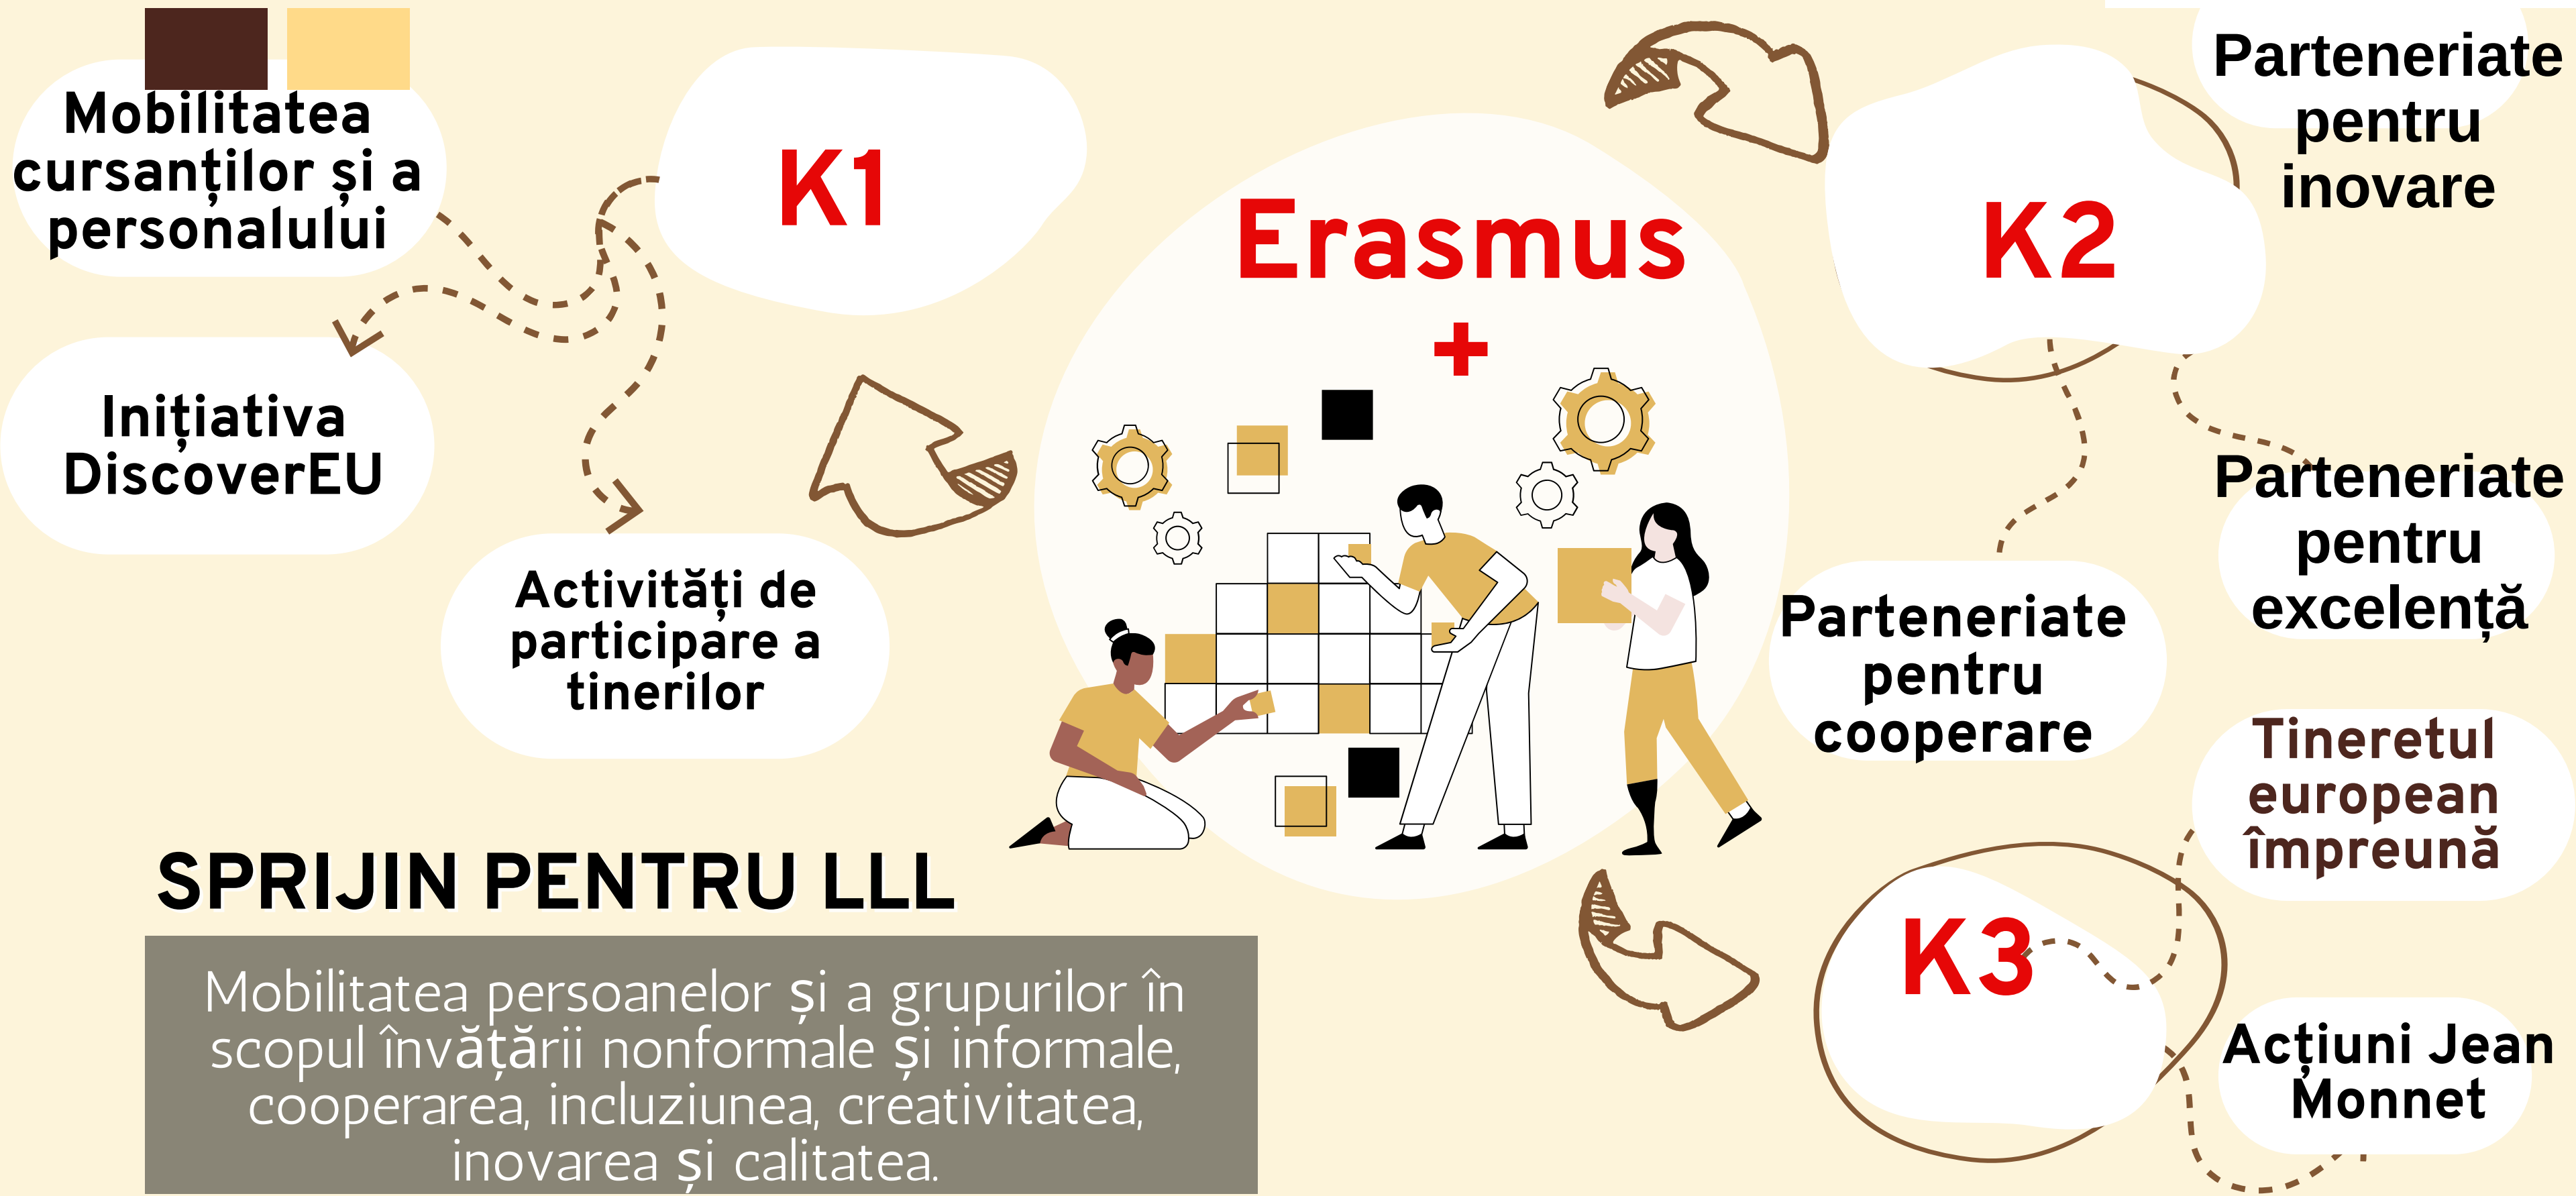 Mobilitatea
cursanților și a
personalului
K1
Inițiativa
DiscoverEU
Activități de
participare a
tinerilor
Erasmus
+
K2
Parteneriate
pentru
inovare
Parteneriate
pentru
excelență
Parteneriate
pentru
cooperare
Tineretul
european
împreună
K3
Acțiuni Jean
Monnet
SPRIJIN PENTRU LLL
Mobilitatea persoanelor și a grupurilor în
scopul învățării nonformale și informale,
cooperarea, incluziunea, creativitatea,
inovarea și calitatea.